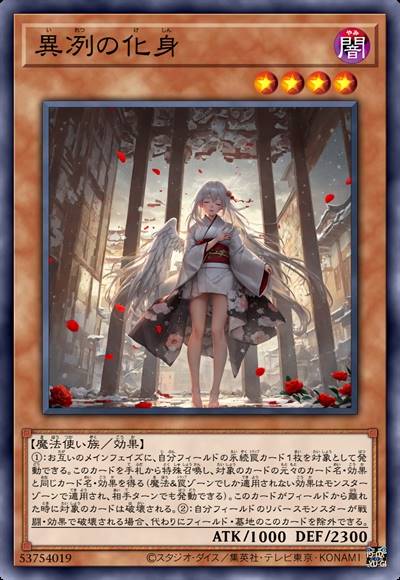 異冽の化身
いれつ けしん
闇
やみ
【魔法使い族／効果】
①：お互いのメインフェイズに、自分フィールドの永続罠カード1枚を対象として発
動できる。このカードを手札から特殊召喚し、対象のカードの元々のカード名・効果
と同じカード名・効果を得る（魔法&罠ゾーンでしか適用されない効果はモンスター
ゾーンで適用され、相手ターンでも発動できる）。このカードがフィールドから離れ
た時に対象のカードは破壊される。②：自分フィールドのリバースモンスターが戦
闘・効果で破壊される場合、代わりにフィールド・墓地のこのカードを除外できる。
ATK/1000 DEF/2300
53754019
©スタジオ・ダイス／集英社・テレビ東京・KONAMI